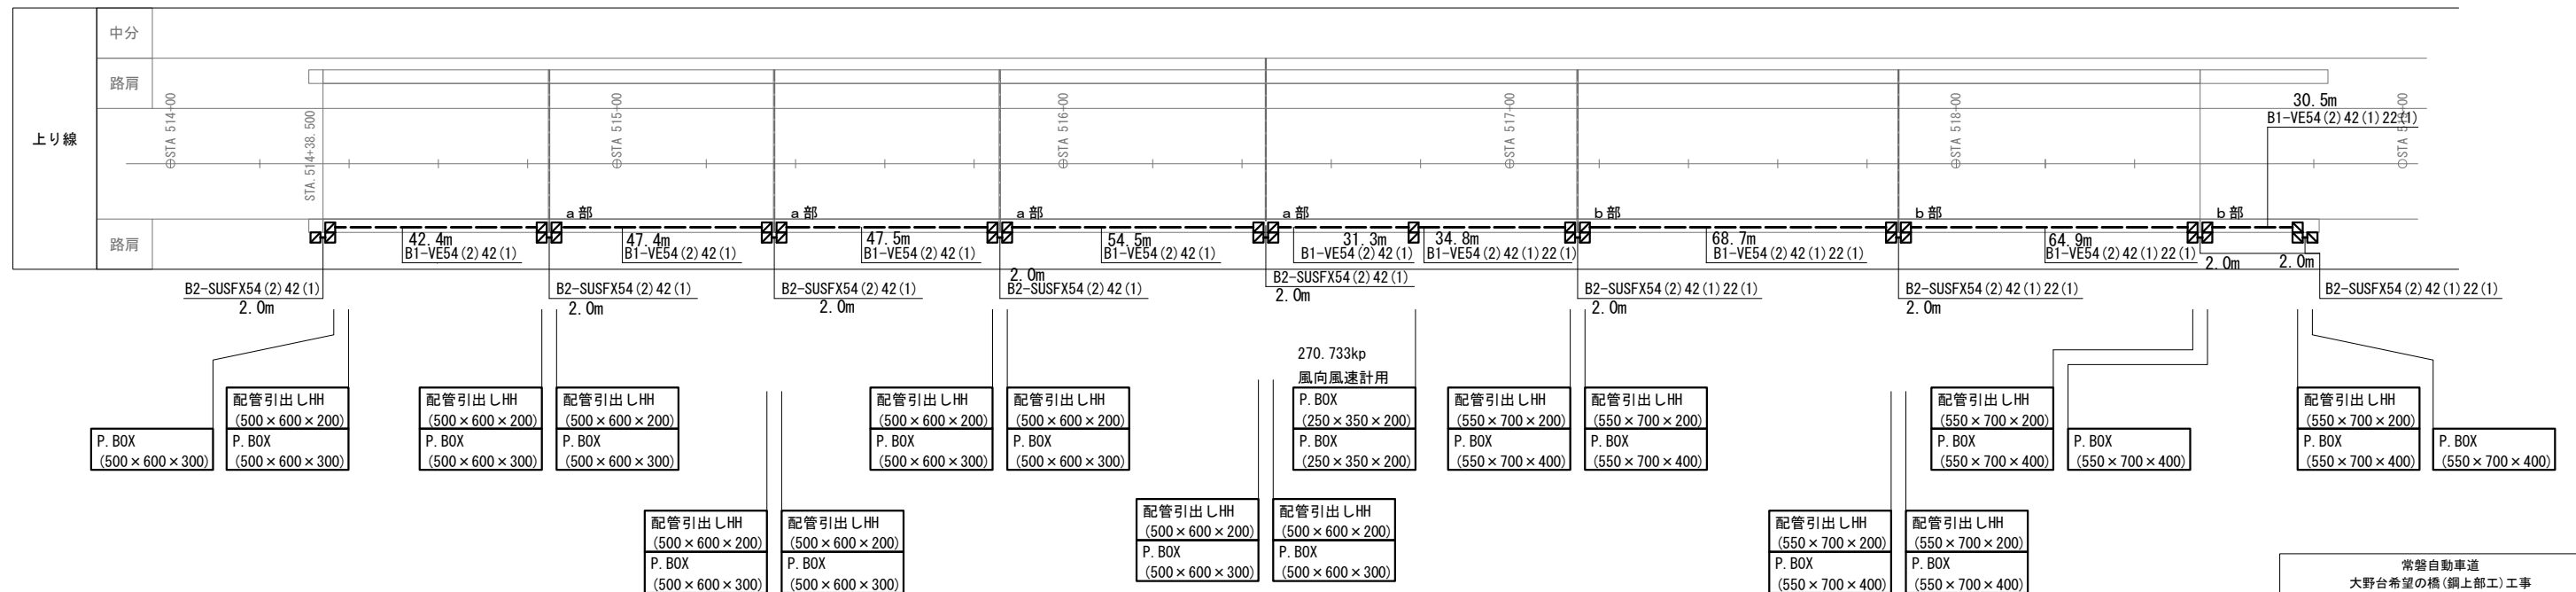 上り線
中分
路肩
路肩
STA 514+00
STA. 514+38.500
STA 515+00
STA 516+00
STA 517+00
STA 518+00
30.5m
B1-VE54(2)42(1)22(1)
a部
a部
a部
a部
b部
b部
b部
42.4m
B1-VE54(2)42(1)
47.4m
B1-VE54(2)42(1)
47.5m
B1-VE54(2)42(1)
54.5m
B1-VE54(2)42(1)
31.3m
B1-VE54(2)42(1)
34.8m
B1-VE54(2)42(1)22(1)
68.7m
B1-VE54(2)42(1)22(1)
64.9m
B1-VE54(2)42(1)22(1)
2.0m
2.0m
B2-SUSFX54(2)42(1)
2.0m
B2-SUSFX54(2)42(1)
2.0m
B2-SUSFX54(2)42(1)
2.0m
2.0m
B2-SUSFX54(2)42(1)
B2-SUSFX54(2)42(1)
2.0m
B2-SUSFX54(2)42(1)22(1)
2.0m
B2-SUSFX54(2)42(1)22(1)
2.0m
B2-SUSFX54(2)42(1)22(1)
270.733kp
風向風速計用
P.BOX
(500×600×300)
配管引出しHH
(500×600×200)
P.BOX
(500×600×300)
配管引出しHH
(500×600×200)
P.BOX
(500×600×300)
配管引出しHH
(500×600×200)
P.BOX
(500×600×300)
配管引出しHH
(500×600×200)
P.BOX
(500×600×300)
配管引出しHH
(500×600×200)
P.BOX
(500×600×300)
配管引出しHH
(500×600×200)
P.BOX
(500×600×300)
配管引出しHH
(500×600×200)
P.BOX
(500×600×300)
配管引出しHH
(500×600×200)
P.BOX
(500×600×300)
配管引出しHH
(500×600×200)
P.BOX
(500×600×300)
P.BOX
(250×350×200)
P.BOX
(250×350×200)
配管引出しHH
(550×700×200)
P.BOX
(550×700×400)
配管引出しHH
(550×700×200)
P.BOX
(550×700×400)
配管引出しHH
(550×700×200)
P.BOX
(550×700×400)
配管引出しHH
(550×700×200)
P.BOX
(550×700×400)
配管引出しHH
(550×700×200)
P.BOX
(550×700×400)
P.BOX
(550×700×400)
配管引出しHH
(550×700×200)
P.BOX
(550×700×400)
P.BOX
(550×700×400)
常磐自動車道
大野台希望の橋(鋼上部工)工事